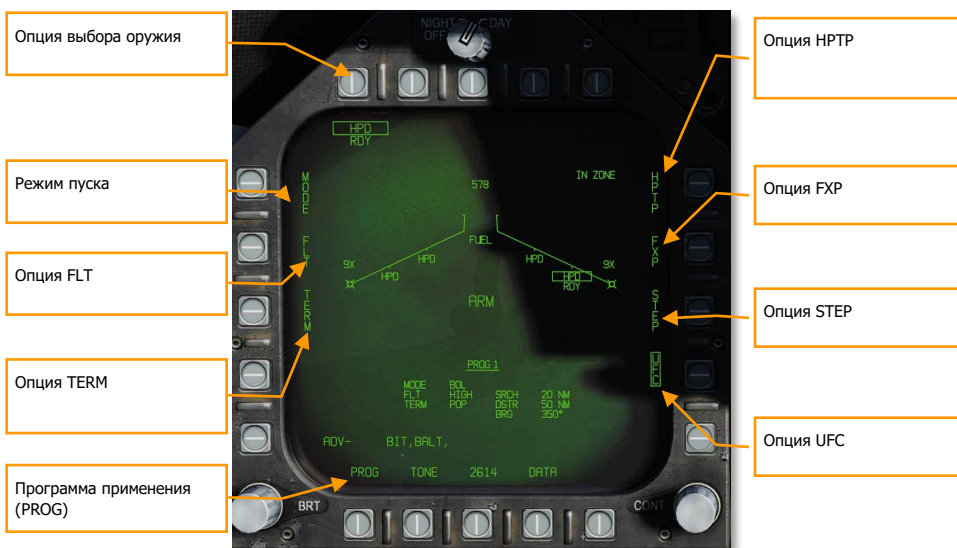 Опция выбора оружия
Режим пуска
Опция FLT
Опция TERM
Программа применения
(PROG)
NIGHT DAY
OFF
HPD
RDY
MODE
FLT
TERM
578
IN ZONE
FUEL
9X
HPD
HPD
HPD
HPD
RDY
9X
ARM
PROG 1
MODE BOL
FLT HIGH SRCH 20 NM
TERM POP DSTR 50 NM
BRG 350°
ADV- BIT,BALT,
PROG TONE 2614 DATA
BRT
CONT
HPTP
FXP
STEP
UFC
Опция HPTP
Опция FXP
Опция STEP
Опция UFC